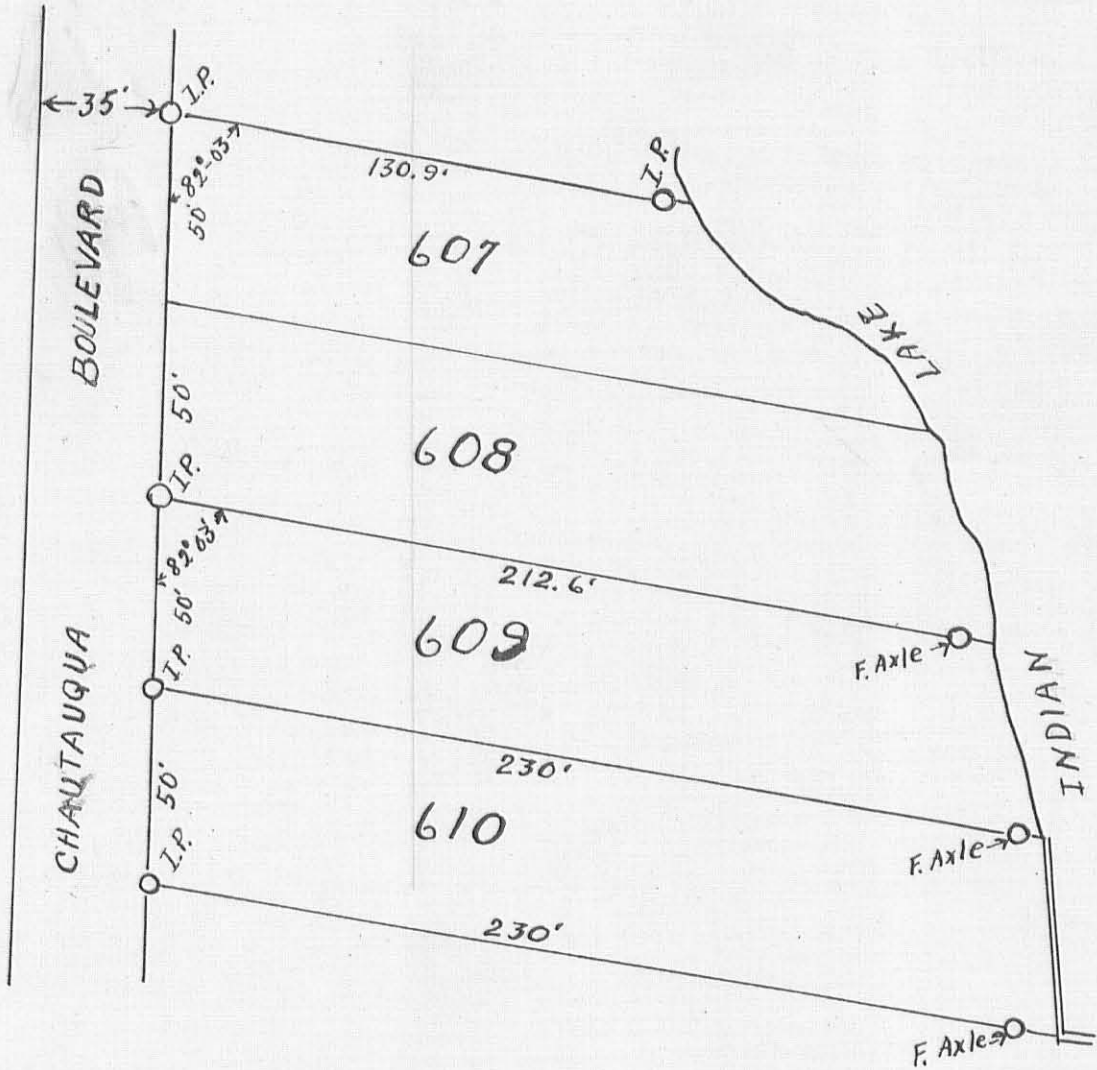 ←35'→
I.P.
BOULEVARD
50'
82°-03'
130.9'
I.P.
607
LAKE
50'
608
I.P.
50'
82°-03'
212.6'
F. Axle
609
INDIAN
CHAUTAUQUA
I.P.
50'
230'
F. Axle
610
I.P.
230'
F. Axle